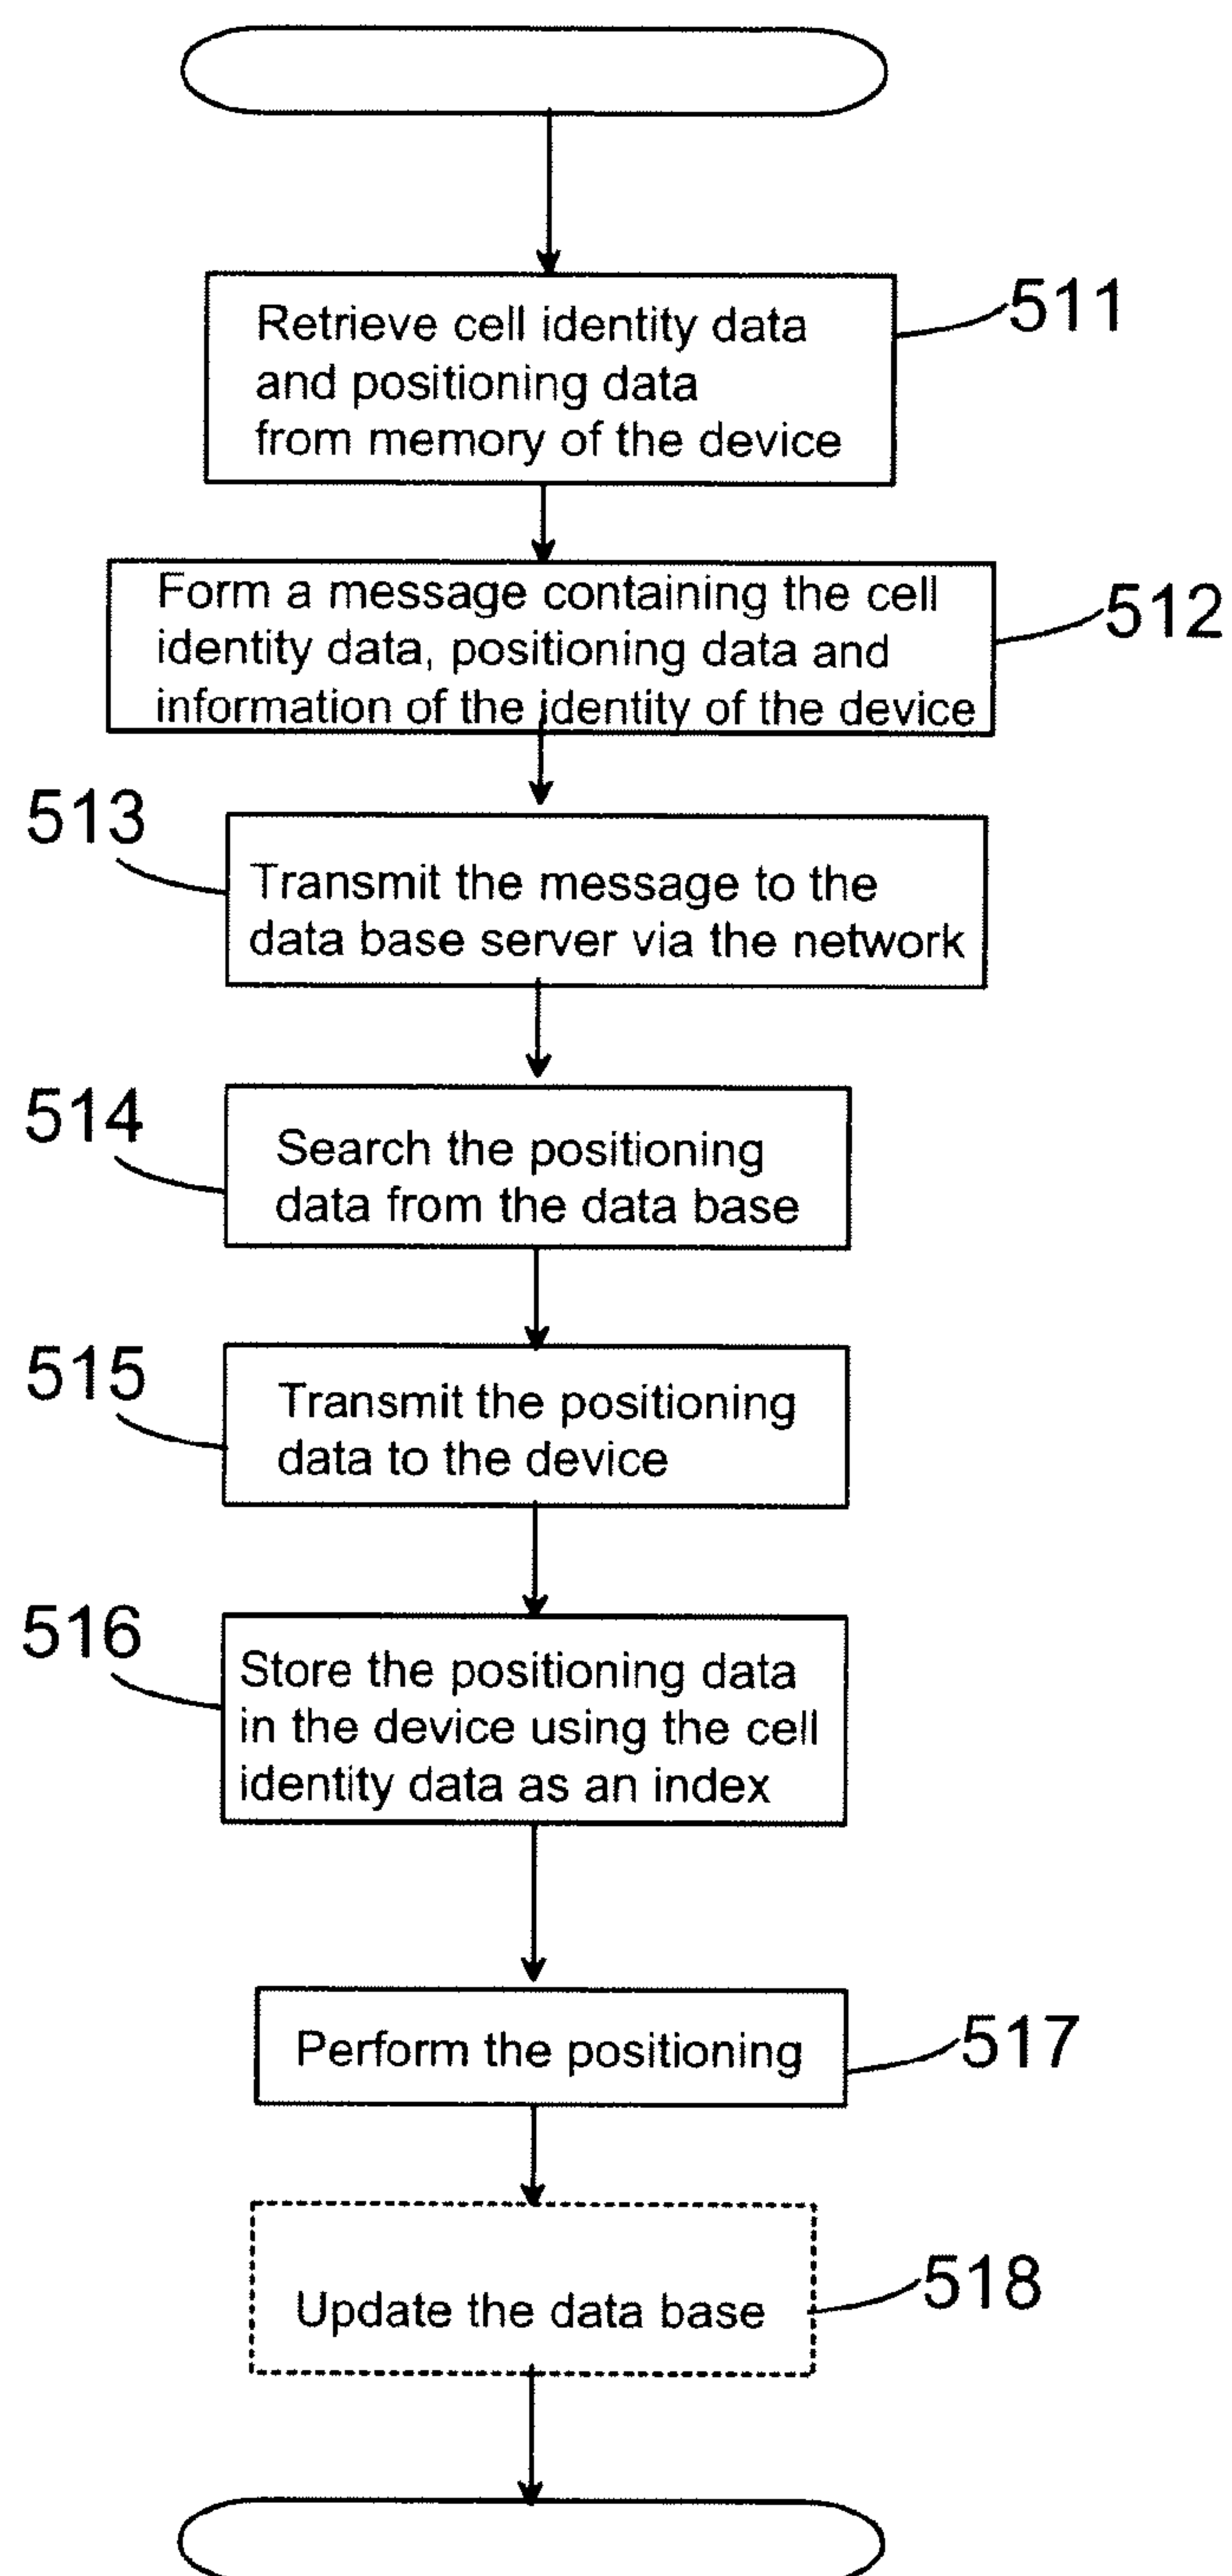 Retrieve cell identity data
and positioning data
from memory of the device
511
Form a message containing the cell
identity data, positioning data and
information of the identity of the device
512
513
Transmit the message to the
data base server via the network
514
Search the positioning
data from the data base
515
Transmit the positioning
data to the device
516
Store the positioning data
in the device using the cell
identity data as an index
Perform the positioning
517
Update the data base
518